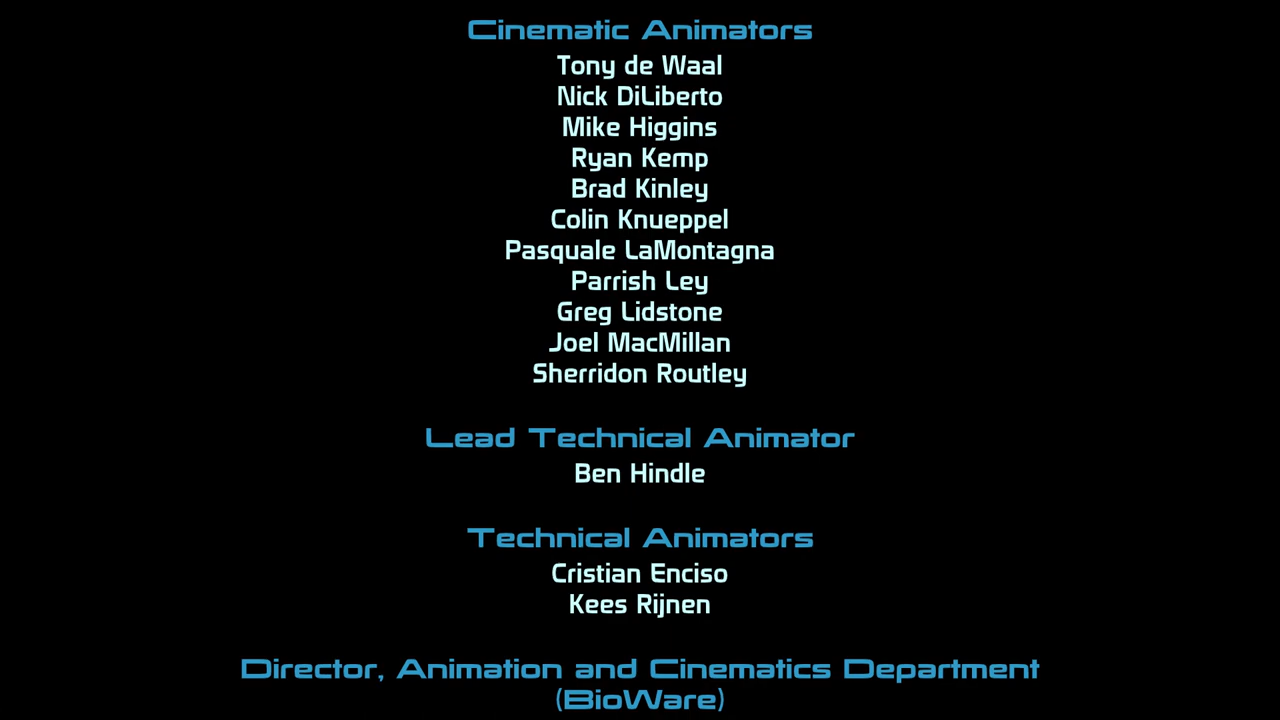 Cinematic Animators
Tony de Waal
Nick DiLiberto
Mike Higgins
Ryan Kemp
Brad Kinley
Colin Knueppel
Pasquale LaMontagna
Parrish Ley
Greg Lidstone
Joel MacMillan
Sherridon Routley
Lead Technical Animator
Ben Hindle
Technical Animators
Cristian Enciso
Kees Rijnen
Director, Animation and Cinematics Department
(BioWare)